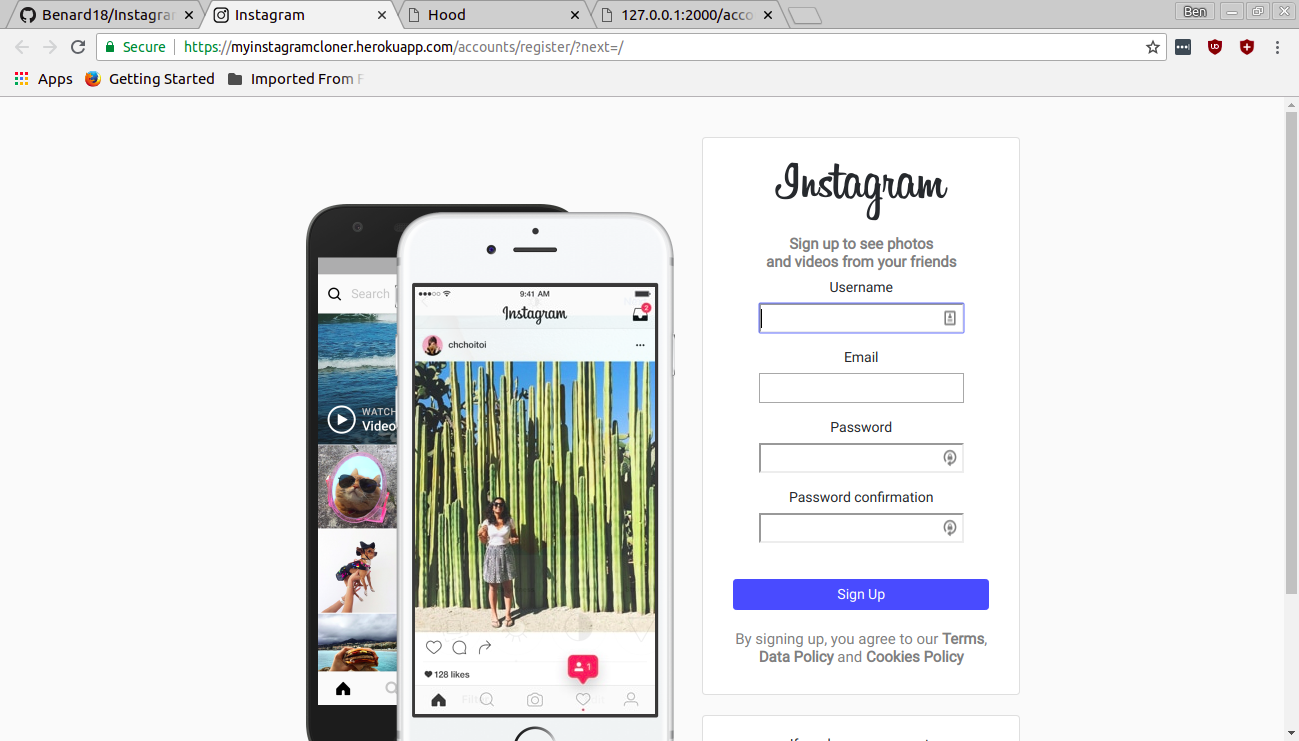 Benard18/Instagram
Instagram
Hood
127.0.0.1:2000/acco
Ben
Secure
https://myinstagramcloner.herokuapp.com/accounts/register/?next=/
Apps
Getting Started
Imported From F
Instagram
Sign up to see photos
and videos from your friends
Username
Email
Password
Password confirmation
Sign Up
By signing up, you agree to our Terms,
Data Policy and Cookies Policy
Search
WATCH
Video
9:41 AM
Instagram
2
chchoitoi
128 likes
1